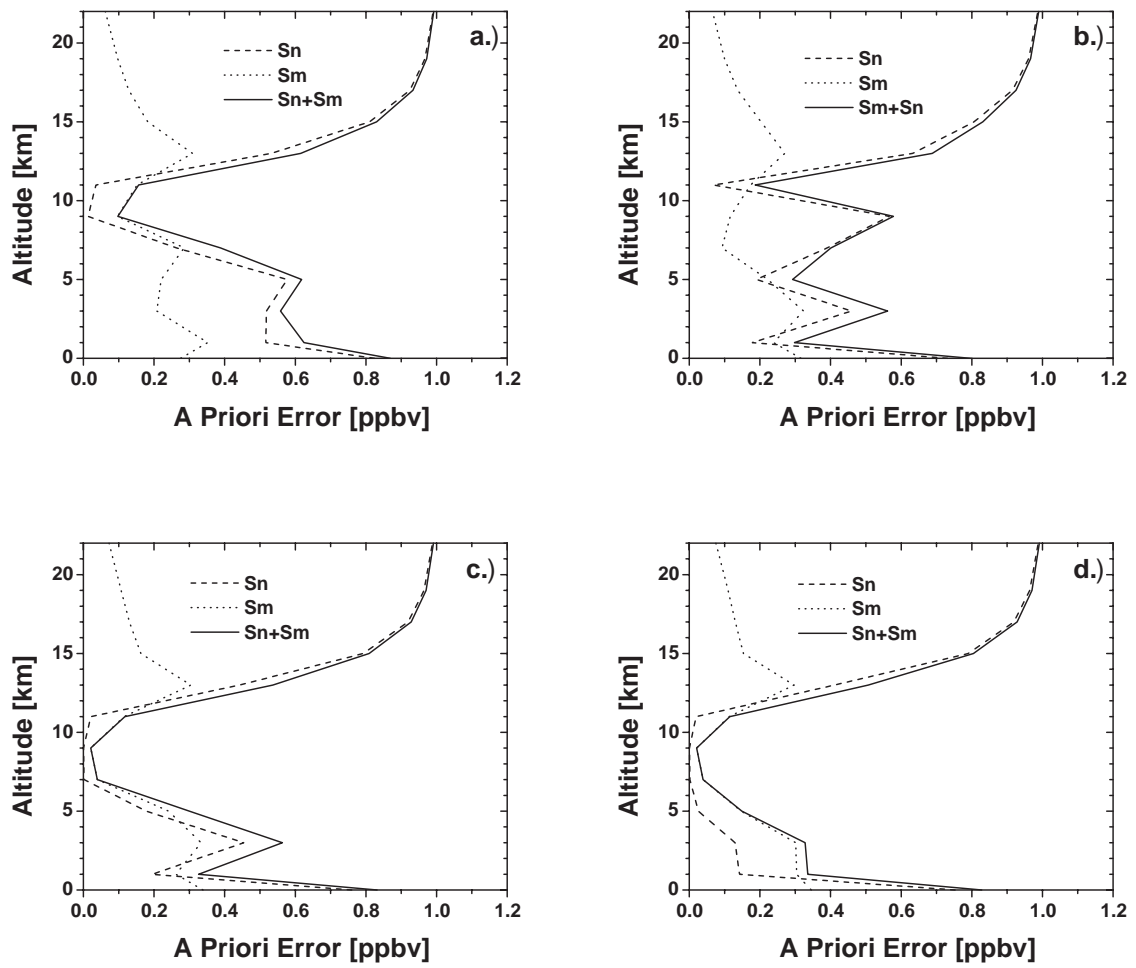 a.)
Sn
Sm
Sn+Sm
Altitude [km]
20
15
10
5
0
0.0 0.2 0.4 0.6 0.8 1.0 1.2
A Priori Error [ppbv]
b.)
Sn
Sm
Sm+Sn
Altitude [km]
20
15
10
5
0
0.0 0.2 0.4 0.6 0.8 1.0 1.2
A Priori Error [ppbv]
c.)
Sn
Sm
Sn+Sm
Altitude [km]
20
15
10
5
0
0.0 0.2 0.4 0.6 0.8 1.0 1.2
A Priori Error [ppbv]
d.)
Sn
Sm
Sn+Sm
Altitude [km]
20
15
10
5
0
0.0 0.2 0.4 0.6 0.8 1.0 1.2
A Priori Error [ppbv]